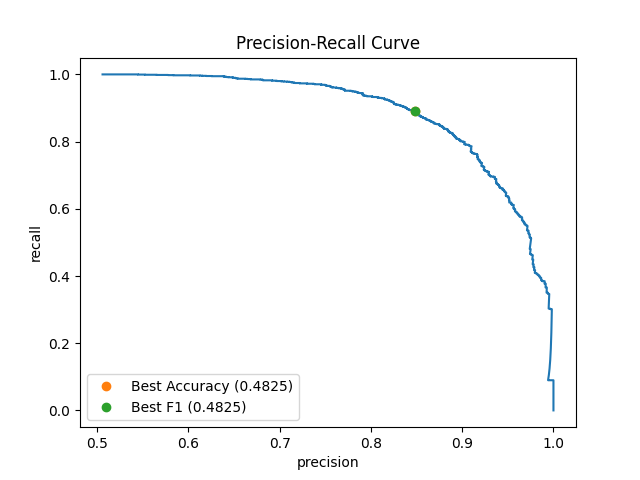 Precision-Recall Curve
1.0
0.8
0.6
0.4
0.2
0.0
recall
Best Accuracy (0.4825)
Best F1 (0.4825)
0.5 0.6 0.7 0.8 0.9 1.0
precision